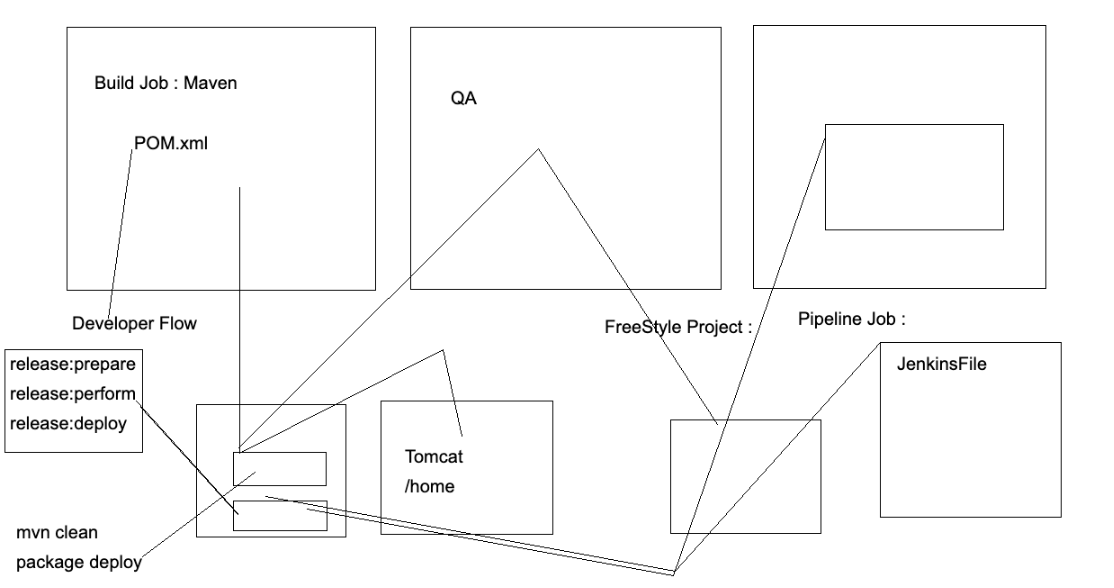 Build Job : Maven
POM.xml
QA
Developer Flow
FreeStyle Project :
Pipeline Job :
release:prepare
release:perform
release:deploy
JenkinsFile
Tomcat
/home
mvn clean
package deploy